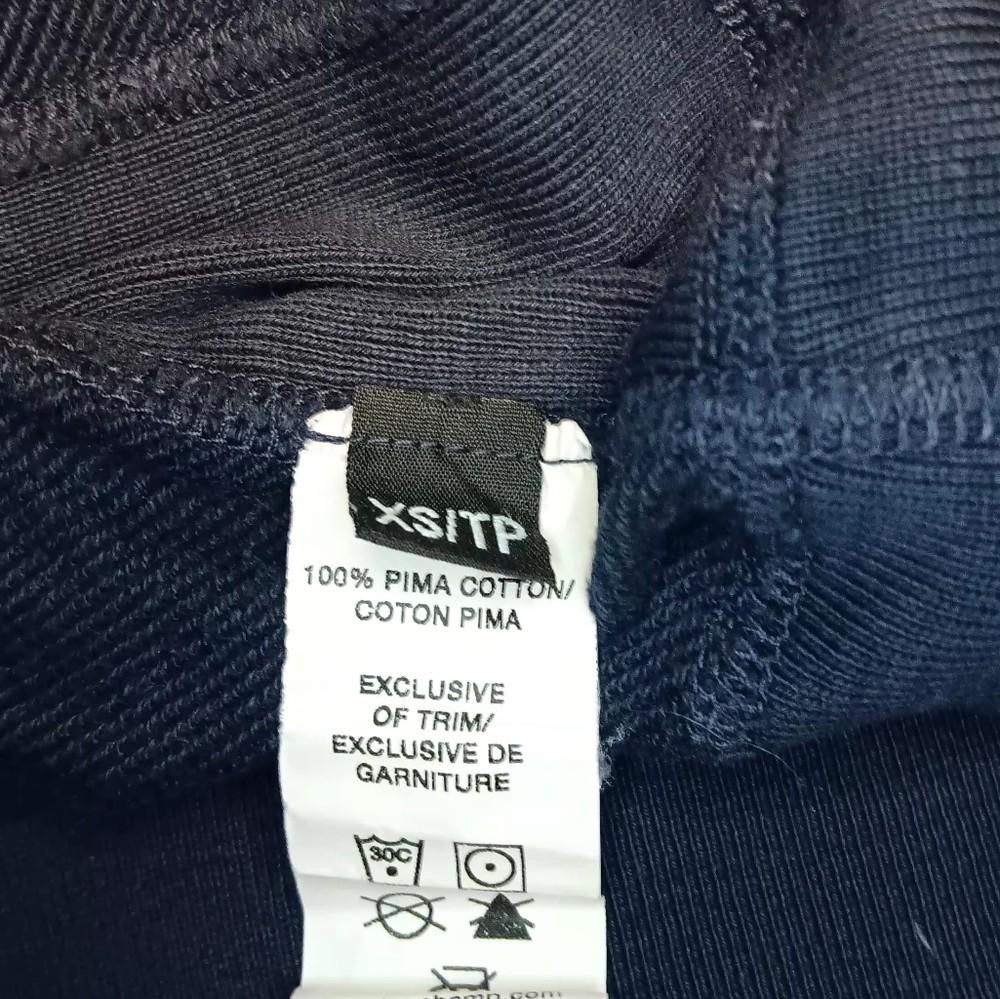 XS/TP
100% PIMA COTTON/
COTON PIMA
EXCLUSIVE
OF TRIM/
EXCLUSIVE DE
GARNITURE
30C